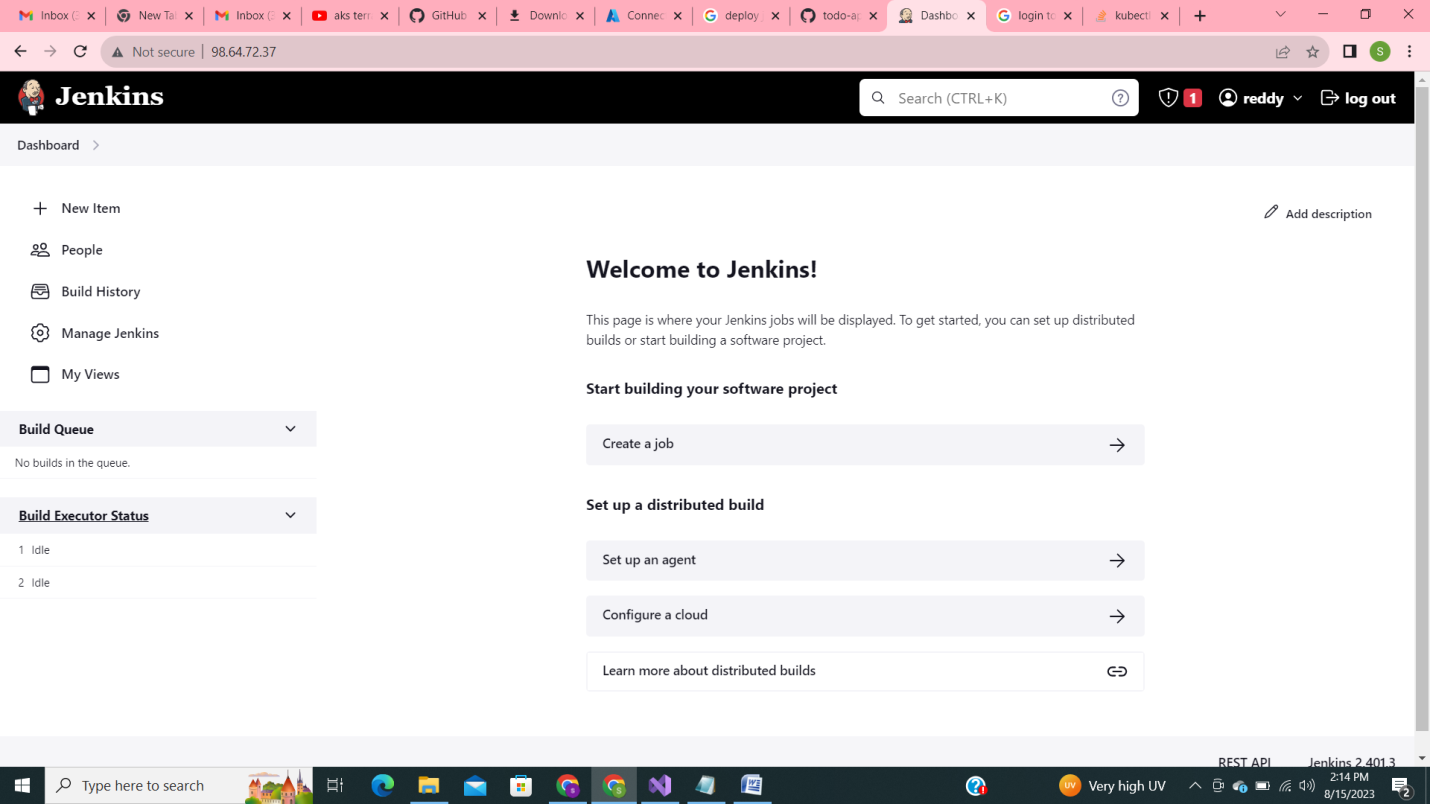 Inbox (3
New Tal
Inbox (3
aks terr
GitHub
Downlo
Connec
deploy
todo-ap
Dashbo
login to
kubectl
Not secure
98.64.72.37
S
Jenkins
Search (CTRL+K)
1
reddy
log out
Dashboard
New Item
People
Build History
Manage Jenkins
My Views
Build Queue
No builds in the queue.
Build Executor Status
1 Idle
2 Idle
Add description
Welcome to Jenkins!
This page is where your Jenkins jobs will be displayed. To get started, you can set up distributed
builds or start building a software project.
Start building your software project
Create a job
Set up a distributed build
Set up an agent
Configure a cloud
Learn more about distributed builds
REST API
Jenkins 2.401.3
Type here to search
UV
Very high UV
2:14 PM
8/15/2023
2